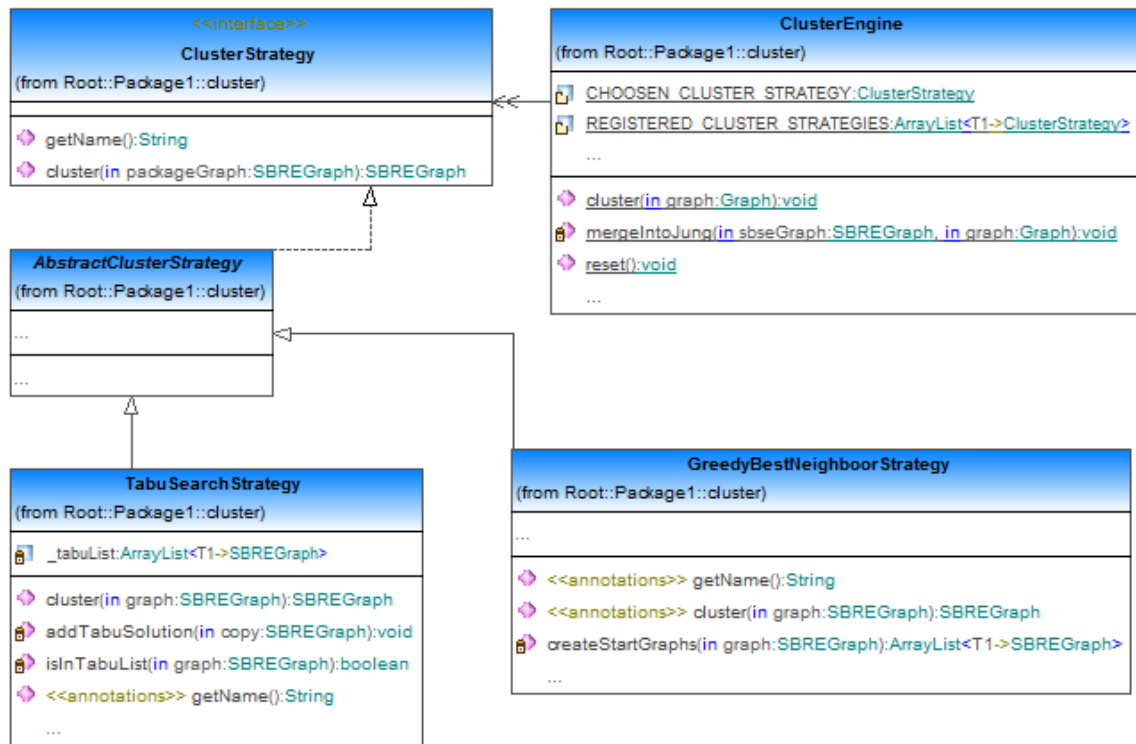 <<interface>>
ClusterStrategy
(from Root::Package1::cluster)
getName():String
cluster(in packageGraph:SBREGraph):SBREGraph
ClusterEngine
(from Root::Package1::cluster)
CHOOSEN_CLUSTER_STRATEGY:ClusterStrategy
REGISTERED_CLUSTER_STRATEGIES:ArrayList<T1->ClusterStrategy>
...
cluster(in graph:Graph):void
mergeIntoJung(in sbseGraph:SBREGraph, in graph:Graph):void
reset():void
...
AbstractClusterStrategy
(from Root::Package1::cluster)
...
...
TabuSearchStrategy
(from Root::Package1::cluster)
_tabuList:ArrayList<T1->SBREGraph>
cluster(in graph:SBREGraph):SBREGraph
addTabuSolution(in copy:SBREGraph):void
isInTabuList(in graph:SBREGraph):boolean
<<annotations>> getName():String
...
GreedyBestNeighboorStrategy
(from Root::Package1::cluster)
...
<<annotations>> getName():String
<<annotations>> cluster(in graph:SBREGraph):SBREGraph
createStartGraphs(in graph:SBREGraph):ArrayList<T1->SBREGraph>
...